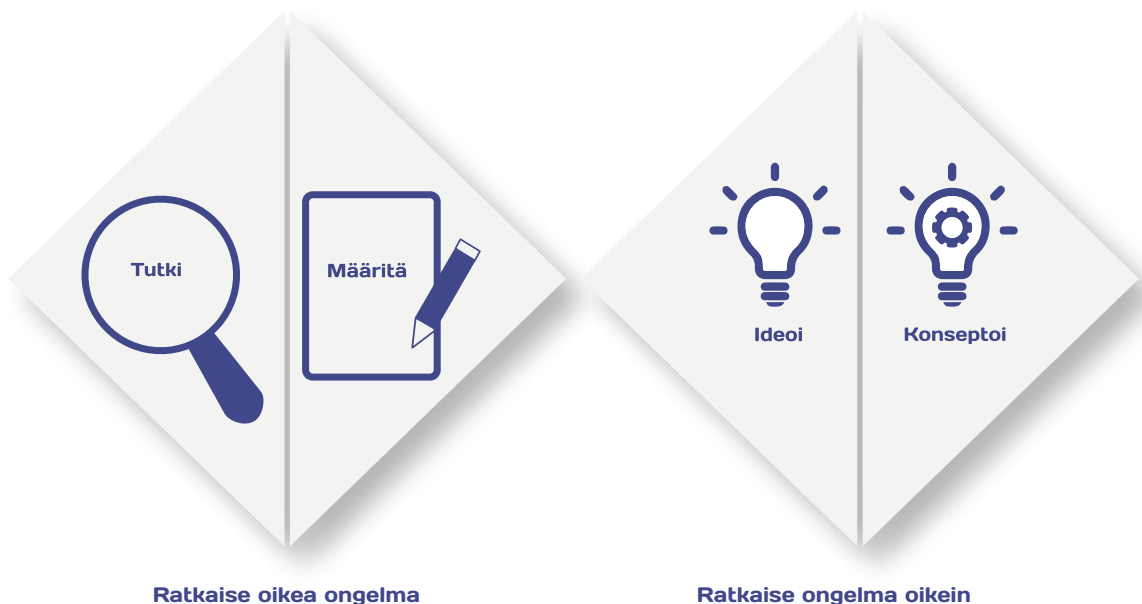 Tutki
Määritä
Ideoi
Konseptoi
Ratkaise oikea ongelma
Ratkaise ongelma oikein